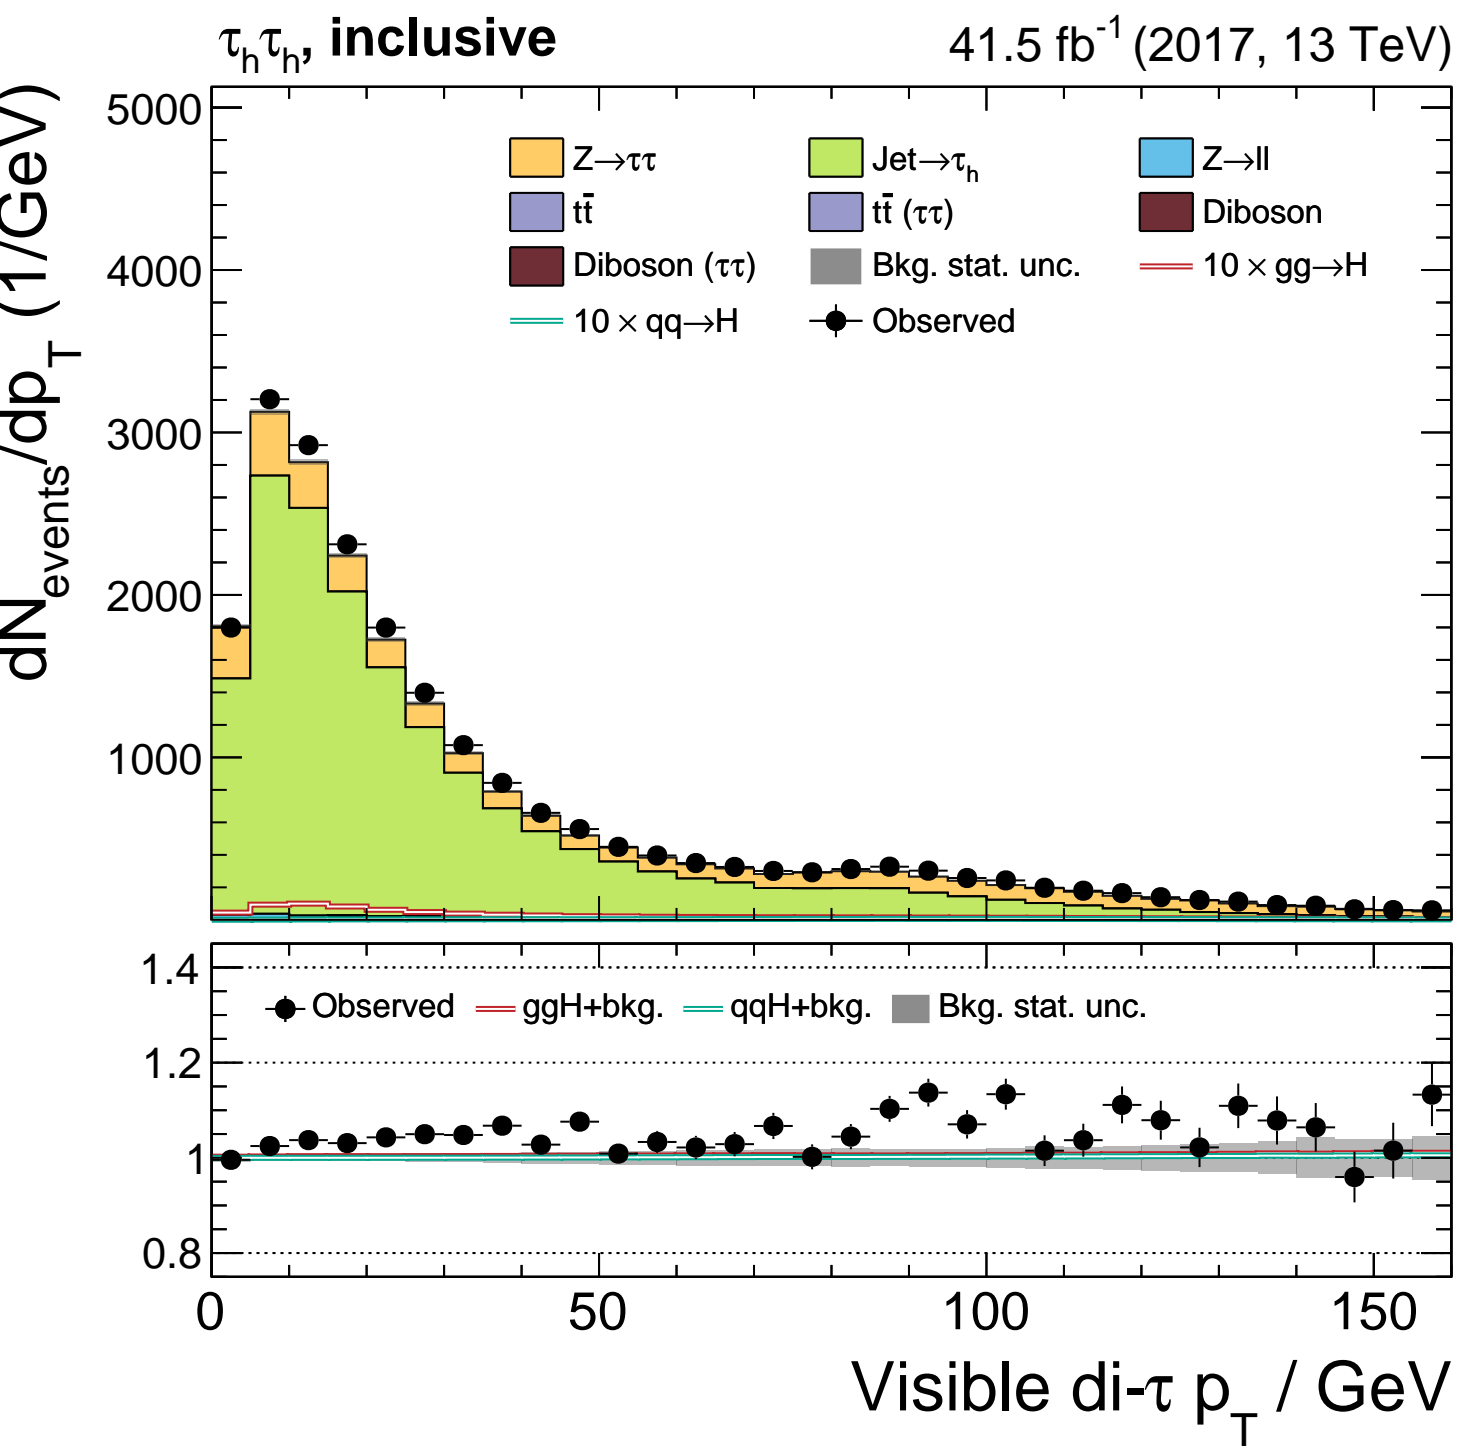 τhτh, inclusive 41.5 fb-1 (2017, 13 TeV)
dNevents/dpT (1/GeV)
5000
4000
3000
2000
1000
Z→ττ Jet→τh Z→ll
tt̄ tt̄ (ττ) Diboson
Diboson (ττ) Bkg. stat. unc. 10 × gg→H
10 × qq→H Observed
1.4
1.2
1
0.8
Observed ggH+bkg. qqH+bkg. Bkg. stat. unc.
0 50 100 150
Visible di-τ pT / GeV